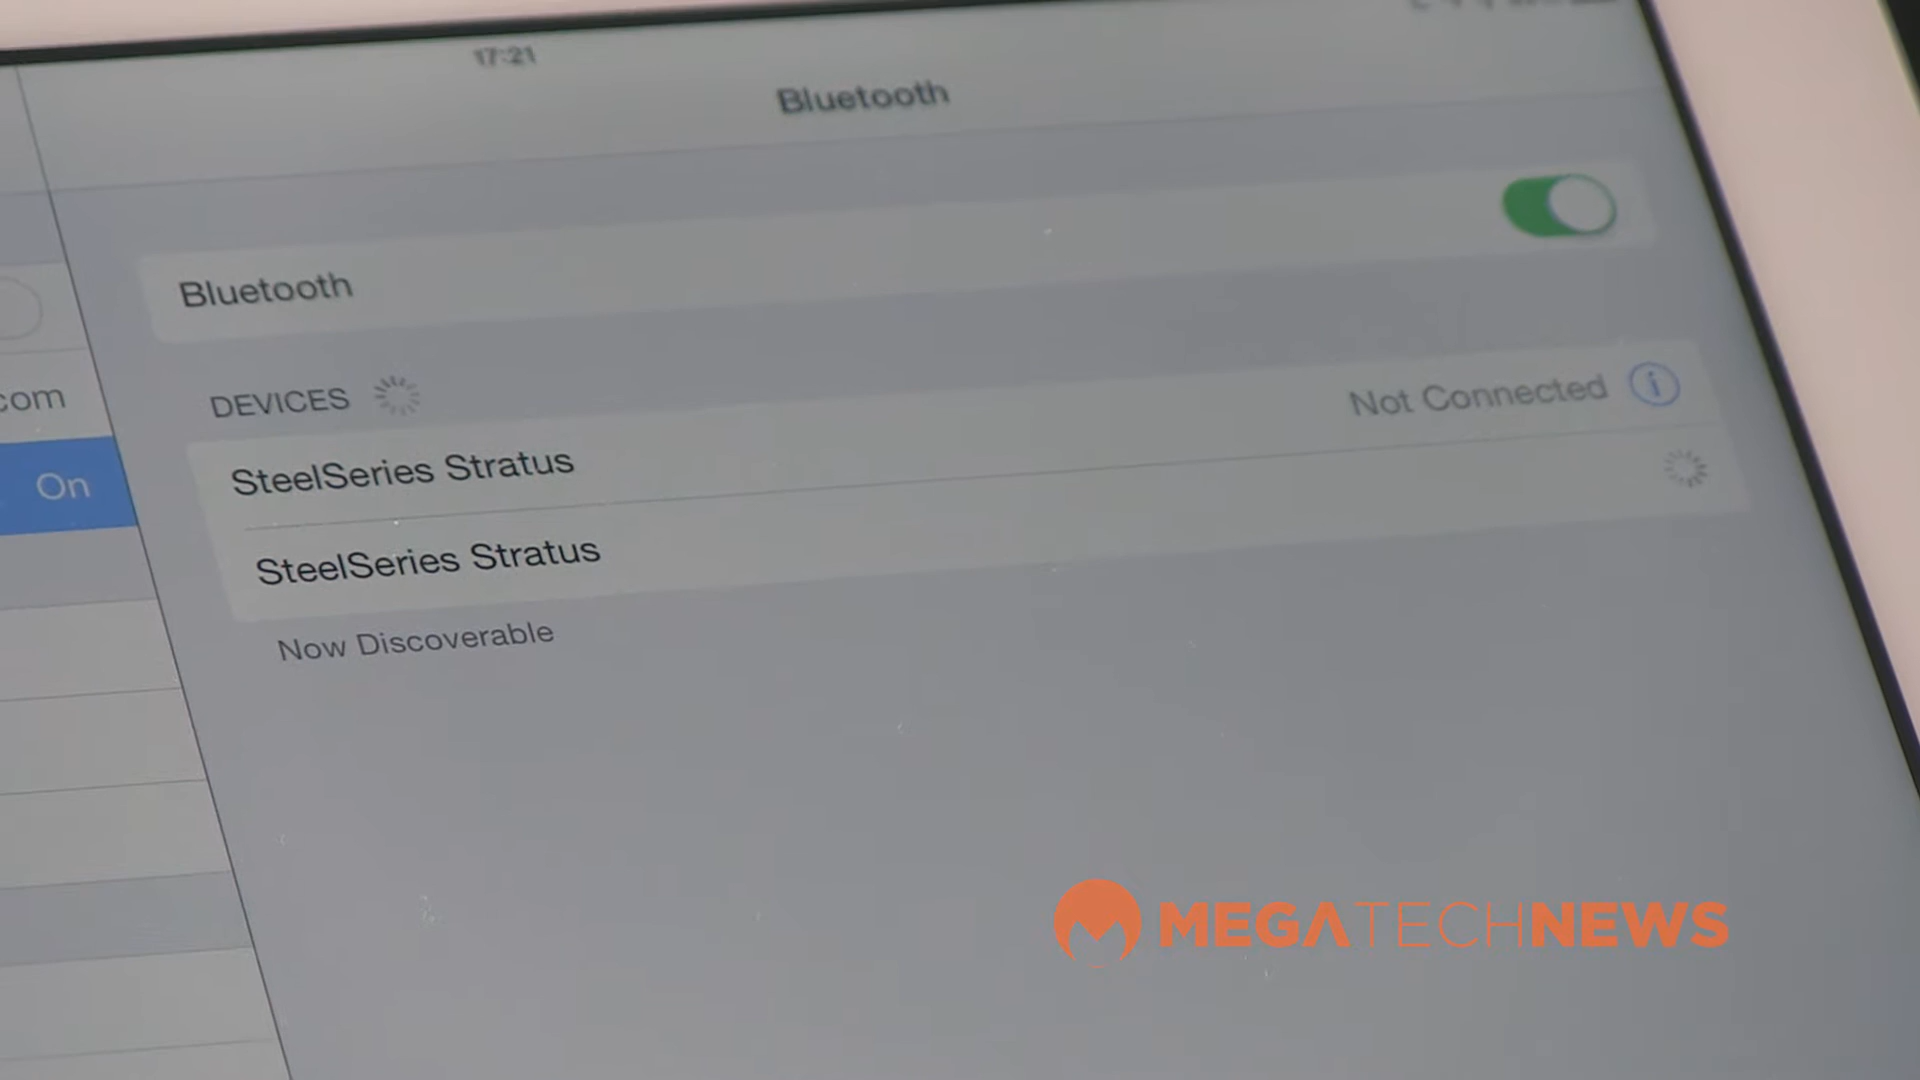 17:21
Bluetooth
Bluetooth
com
DEVICES
On
SteelSeries Stratus
Not Connected
SteelSeries Stratus
Now Discoverable
MEGATECHNEWS